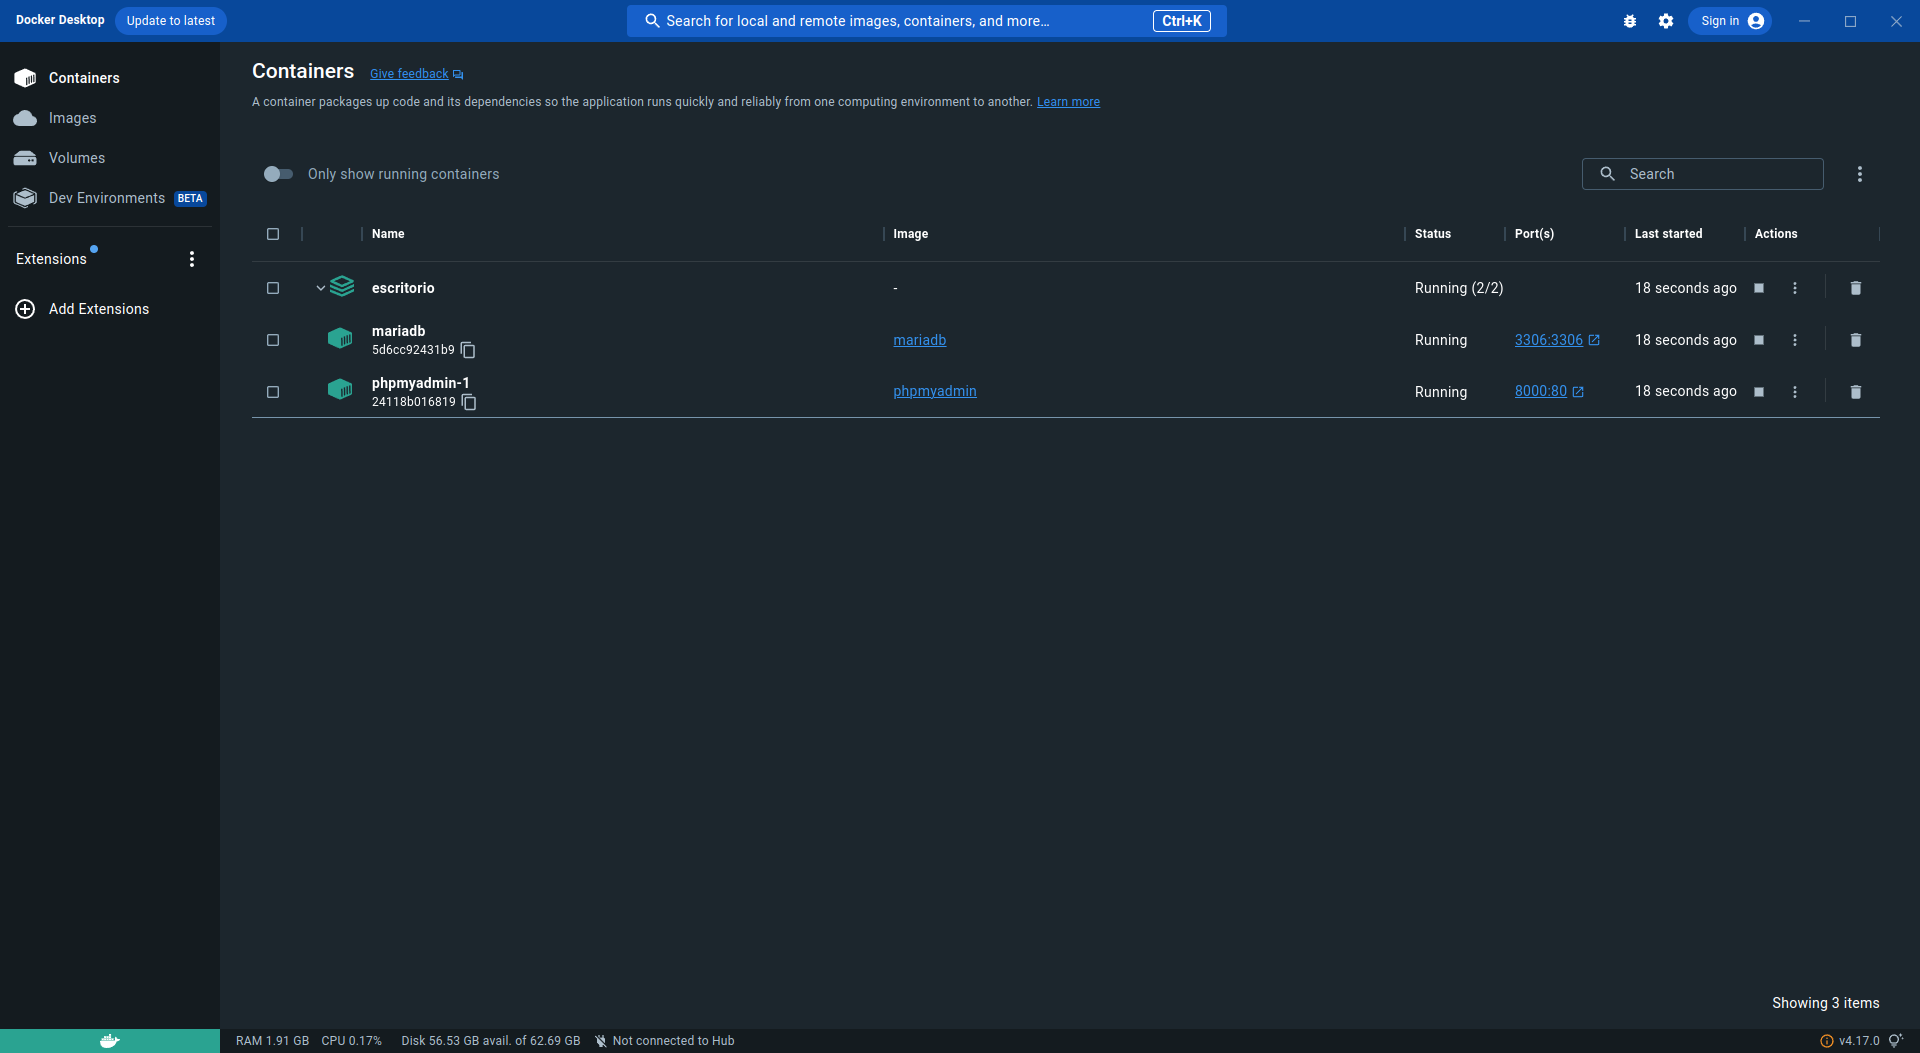 Docker Desktop Update to latest Search for local and remote images, containers, and more... Ctrl+K Sign in
Containers
Images
Volumes
Dev Environments BETA
Extensions
Add Extensions
Containers Give feedback
A container packages up code and its dependencies so the application runs quickly and reliably from one computing environment to another. Learn more
Only show running containers Search
Name Image Status Port(s) Last started Actions
escritorio - Running (2/2) 18 seconds ago
mariadb
5d6cc92431b9 mariadb Running 3306:3306 18 seconds ago
phpmyadmin-1
24118b016819 phpmyadmin Running 8000:80 18 seconds ago
Showing 3 items
RAM 1.91 GB CPU 0.17% Disk 56.53 GB avail. of 62.69 GB Not connected to Hub v4.17.0